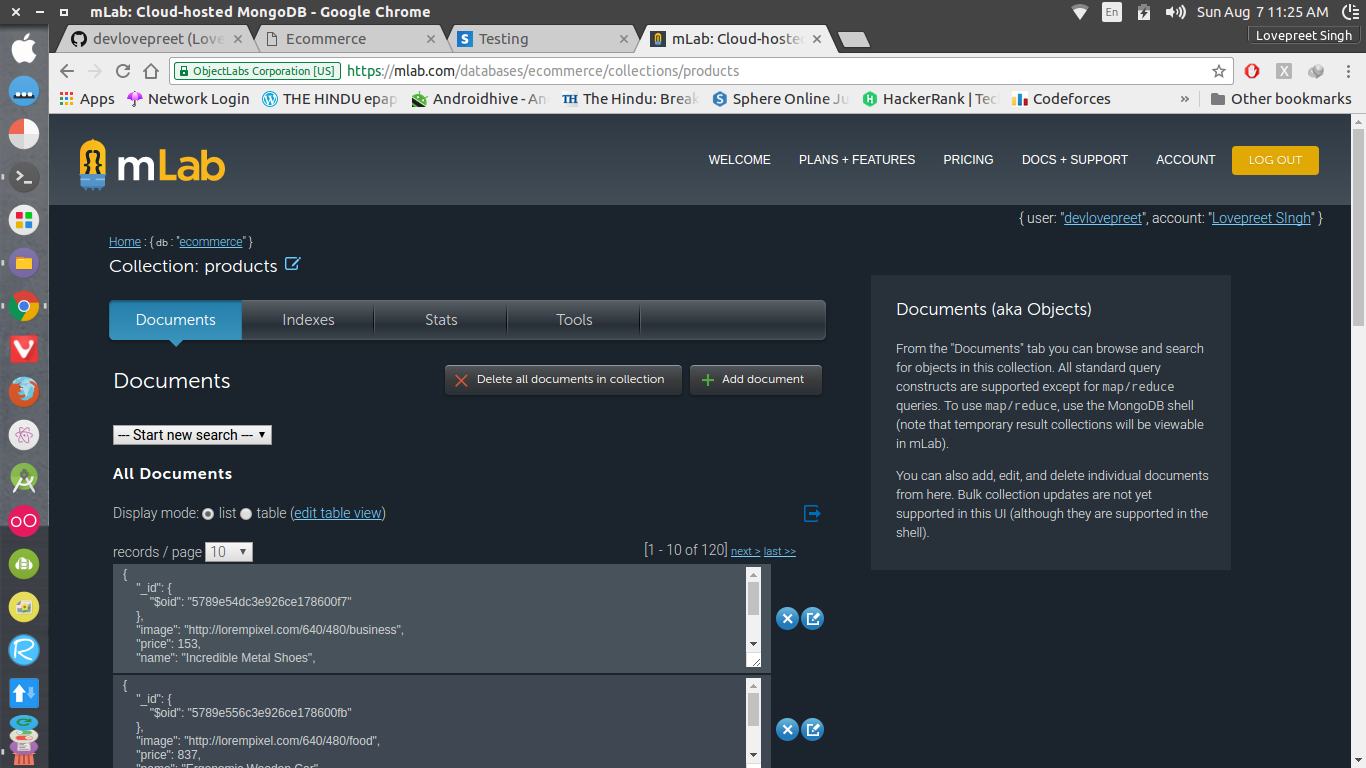 mLab: Cloud-hosted MongoDB - Google Chrome
En
Sun Aug 7 11:25 AM
devlovepreet (Love
Ecommerce
Testing
mLab: Cloud-hosted
Lovepreet Singh
ObjectLabs Corporation [US]
https://mlab.com/databases/ecommerce/collections/products
Apps
Network Login
THE HINDU epap
Androidhive - An
The Hindu: Break
Sphere Online Ju
HackerRank | Tec
Codeforces
»
Other bookmarks
mLab
WELCOME
PLANS + FEATURES
PRICING
DOCS + SUPPORT
ACCOUNT
LOG OUT
{ user: "devlovepreet", account: "Lovepreet SIngh" }
Home : { db : "ecommerce" }
Collection: products
Documents
Indexes
Stats
Tools
Documents
Delete all documents in collection
Add document
--- Start new search ---
All Documents
Display mode: list table (edit table view)
records / page 10
[1 - 10 of 120] next > last >>
{
"_id": {
"$oid": "5789e54dc3e926ce178600f7"
},
"image": "http://lorempixel.com/640/480/business",
"price": 153,
"name": "Incredible Metal Shoes",
{
"_id": {
"$oid": "5789e556c3e926ce178600fb"
},
"image": "http://lorempixel.com/640/480/food",
"price": 837,
"name": "Ergonomic Wooden Car"
Documents (aka Objects)
From the "Documents" tab you can browse and search
for objects in this collection. All standard query
constructs are supported except for map/reduce
queries. To use map/reduce, use the MongoDB shell
(note that temporary result collections will be viewable
in mLab).
You can also add, edit, and delete individual documents
from here. Bulk collection updates are not yet
supported in this UI (although they are supported in the
shell).